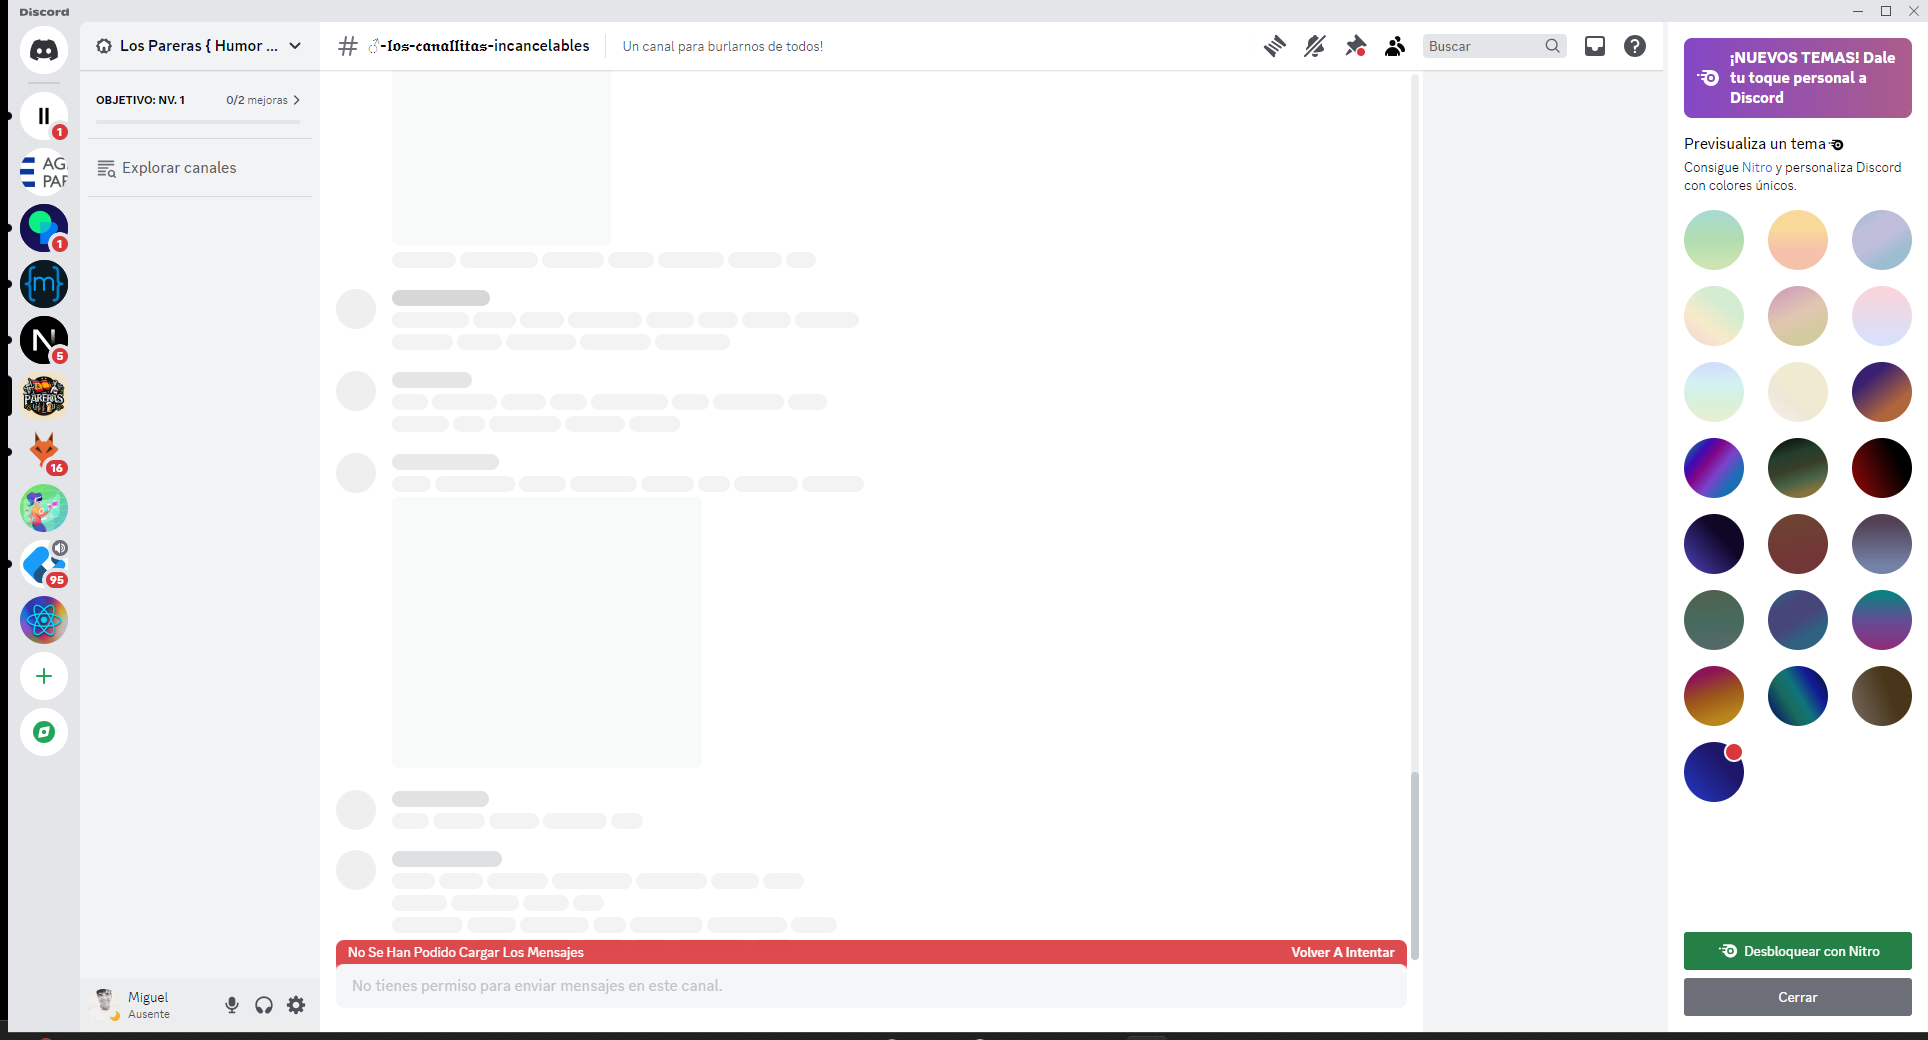 Discord
Los Pareras { Humor ...
OBJETIVO: NV. 1
0/2 mejoras
Explorar canales
1
AG
PAR
1
{m}
N
5
PARERAS
16
95
Miguel
Ausente
-𝖑𝖔𝖘-𝖈𝖆𝖓𝖆𝖑𝖑𝖎𝖙𝖆𝖘-incancelables
Un canal para burlarnos de todos!
Buscar
No Se Han Podido Cargar Los Mensajes
Volver A Intentar
No tienes permiso para enviar mensajes en este canal.
¡NUEVOS TEMAS! Dale
tu toque personal a
Discord
Previsualiza un tema
Consigue Nitro y personaliza Discord
con colores únicos.
Desbloquear con Nitro
Cerrar